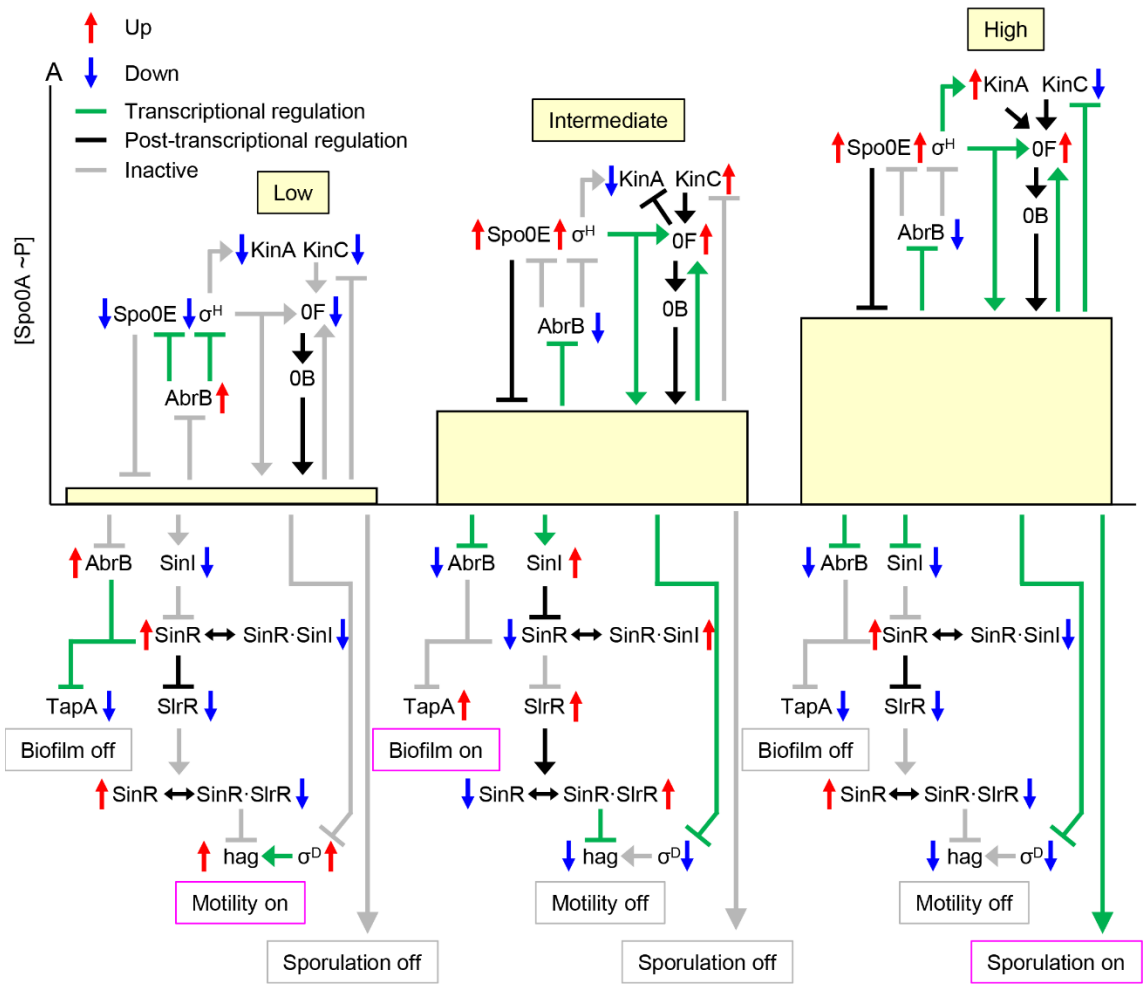 Up
A
Down
Transcriptional regulation
Post-transcriptional regulation
Inactive
[Spo0A ~P]
Low
KinA KinC
Spo0E σᴴ 0F
0B
AbrB
AbrB SinI
SinR SinR·SinI
TapA SlrR
Biofilm off
SinR SinR·SlrR
hag σᴰ
Motility on
Sporulation off
Intermediate
KinA KinC
Spo0E σᴴ 0F
0B
AbrB
AbrB SinI
SinR SinR·SinI
TapA SlrR
Biofilm on
SinR SinR·SlrR
hag σᴰ
Motility off
Sporulation off
High
KinA KinC
Spo0E σᴴ 0F
0B
AbrB
AbrB SinI
SinR SinR·SinI
TapA SlrR
Biofilm off
SinR SinR·SlrR
hag σᴰ
Motility off
Sporulation on